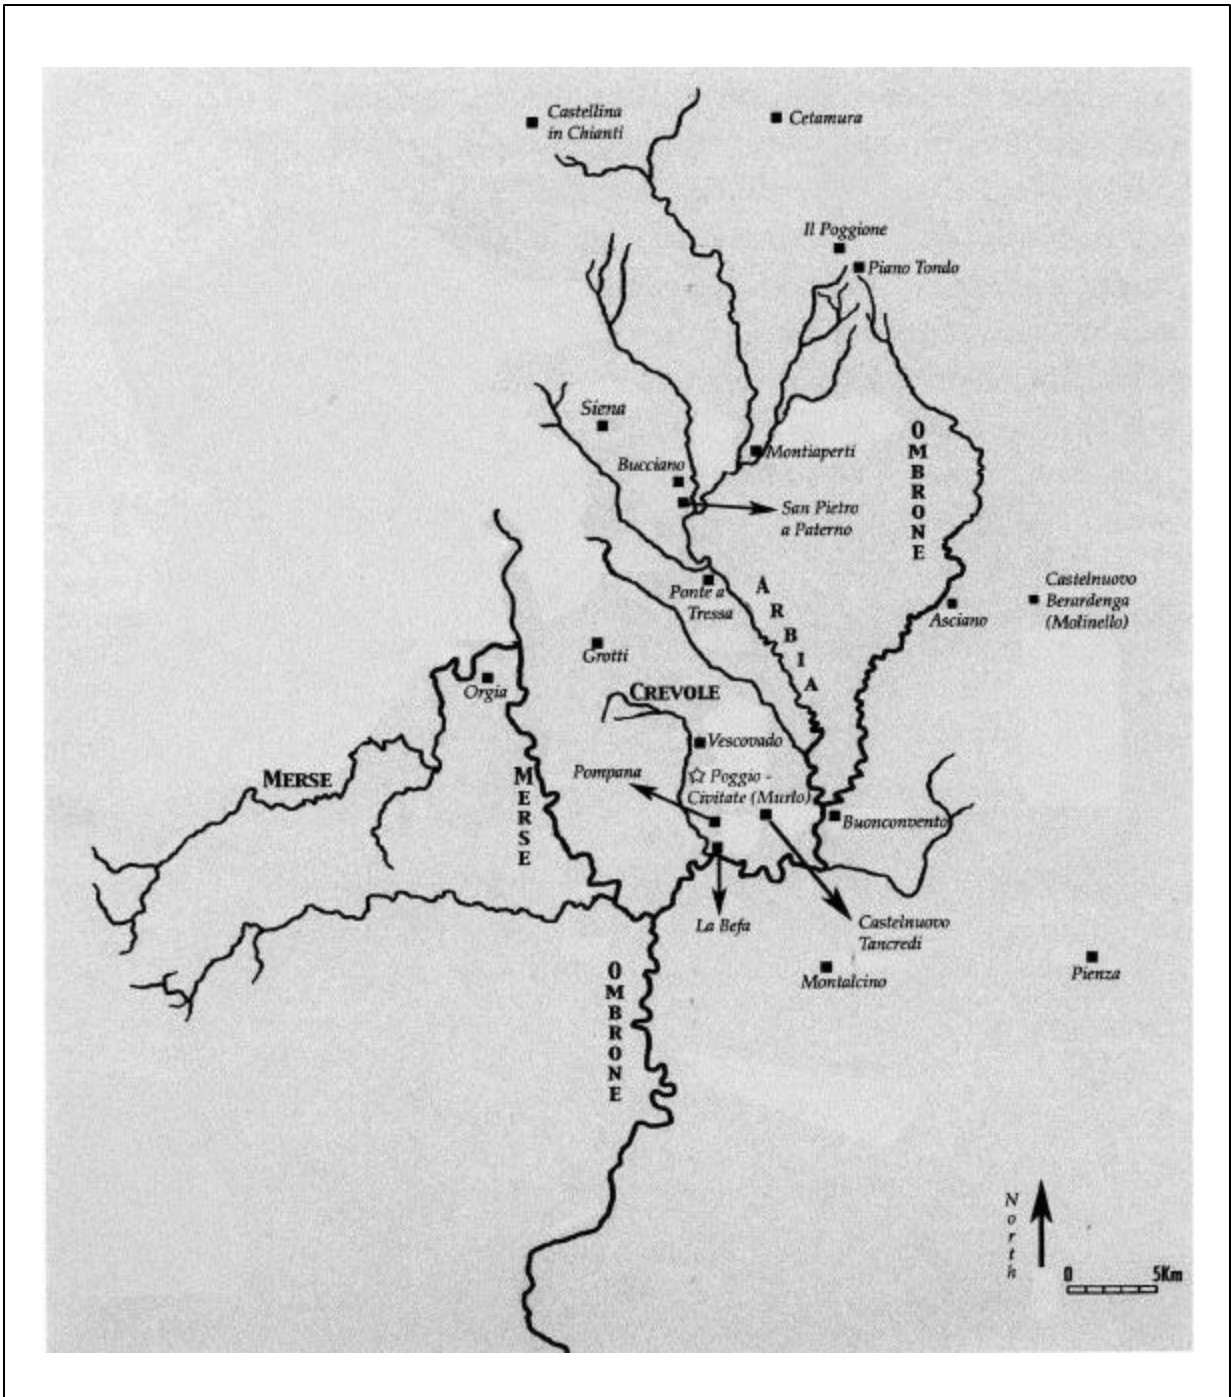 Castellina
in Chianti
Cetamura
Il Poggione
Piano Tondo
Siena
OMBRONE
Montiaperti
Bucciano
San Pietro
a Paterno
Ponte a
Tressa
ARBIA
Castelnuovo
Berardenga
(Molinello)
Asciano
Grotti
Orgia
CREVOLE
Vescovado
MERSE
MERSE
Pompana
Poggio -
Civitate (Murlo)
Buonconvento
La Befa
Castelnuovo
Tancredi
Montalcino
Pienza
OMBRONE
North
0 5Km